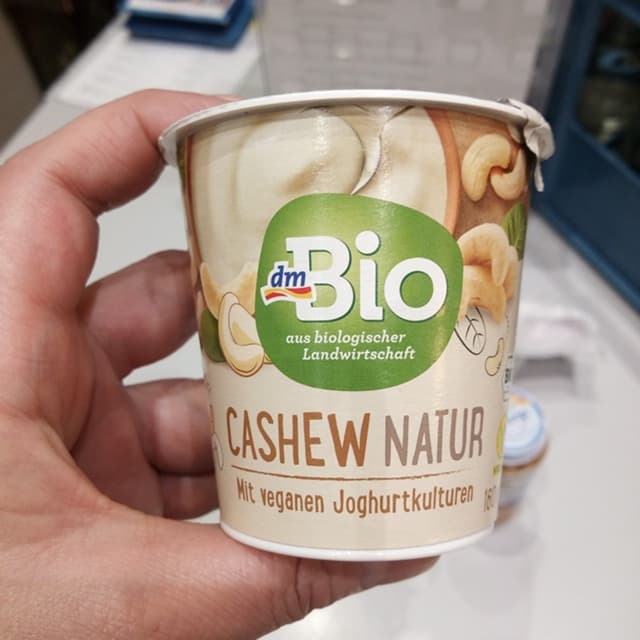 dm
Bio
aus biologischer
Landwirtschaft
CASHEW NATUR
Mit veganen Joghurtkulturen